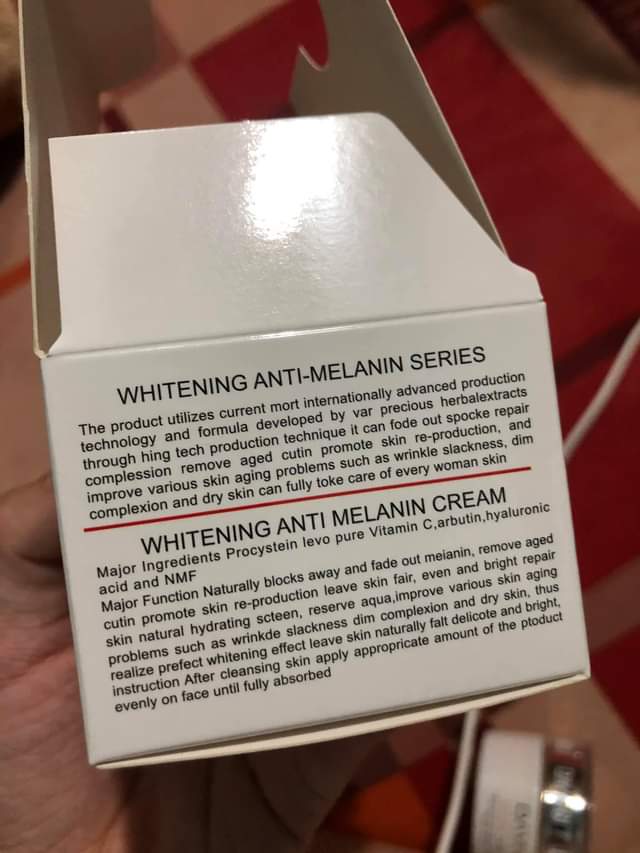 WHITENING ANTI-MELANIN SERIES
The product utilizes current mort internationally advanced production
technology and formula developed by var precious herbalextracts
through hing tech production technique it can fode out spocke repair
complession remove aged cutin promote skin re-production, and
improve various skin aging problems such as wrinkle slackness, dim
complexion and dry skin can fully toke care of every woman skin
WHITENING ANTI MELANIN CREAM
Major Ingredients Procystein levo pure Vitamin C,arbutin,hyaluronic
acid and NMF
Major Function Naturally blocks away and fade out meianin, remove aged
cutin promote skin re-production leave skin fair, even and bright repair
skin natural hydrating scteen, reserve aqua,improve various skin aging
problems such as wrinkde slackness dim complexion and dry skin, thus
realize prefect whitening effect leave skin naturally falt delicote and bright,
instruction After cleansing skin apply appropricate amount of the ptoduct
evenly on face until fully absorbed